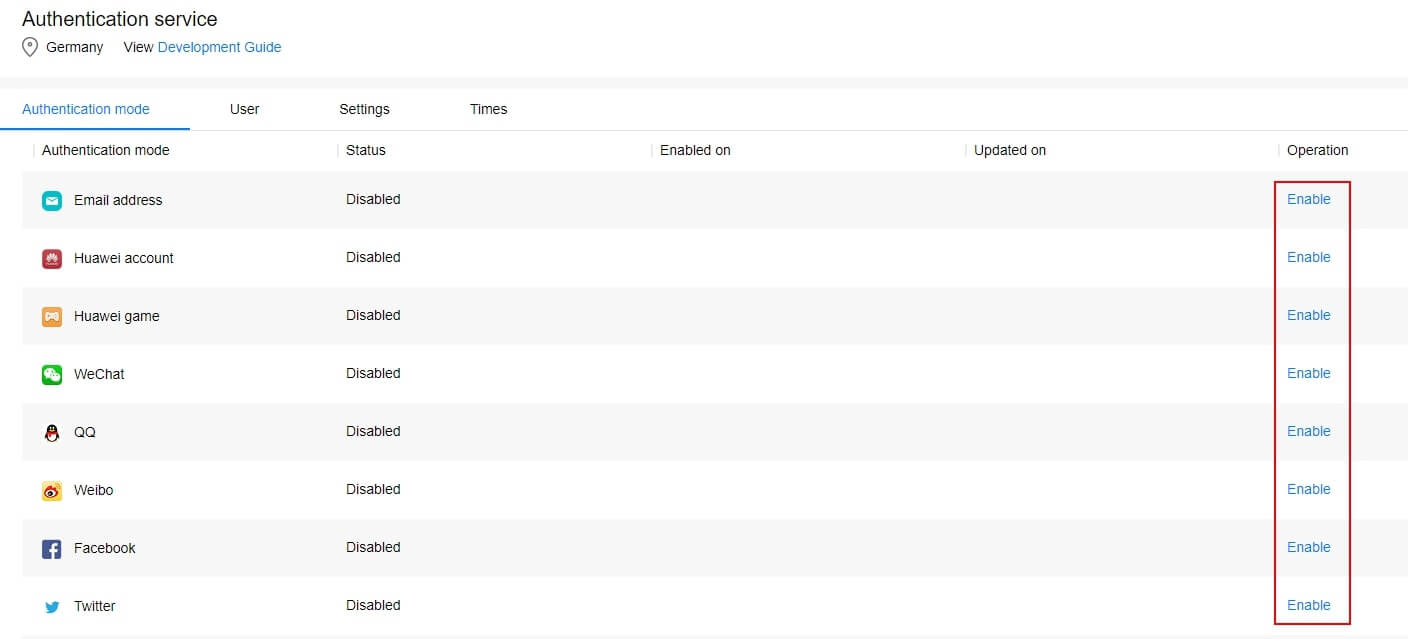 Authentication service
Germany View Development Guide
Authentication mode User Settings Times
Authentication mode Status Enabled on Updated on Operation
Email address Disabled Enable
Huawei account Disabled Enable
Huawei game Disabled Enable
WeChat Disabled Enable
QQ Disabled Enable
Weibo Disabled Enable
Facebook Disabled Enable
Twitter Disabled Enable